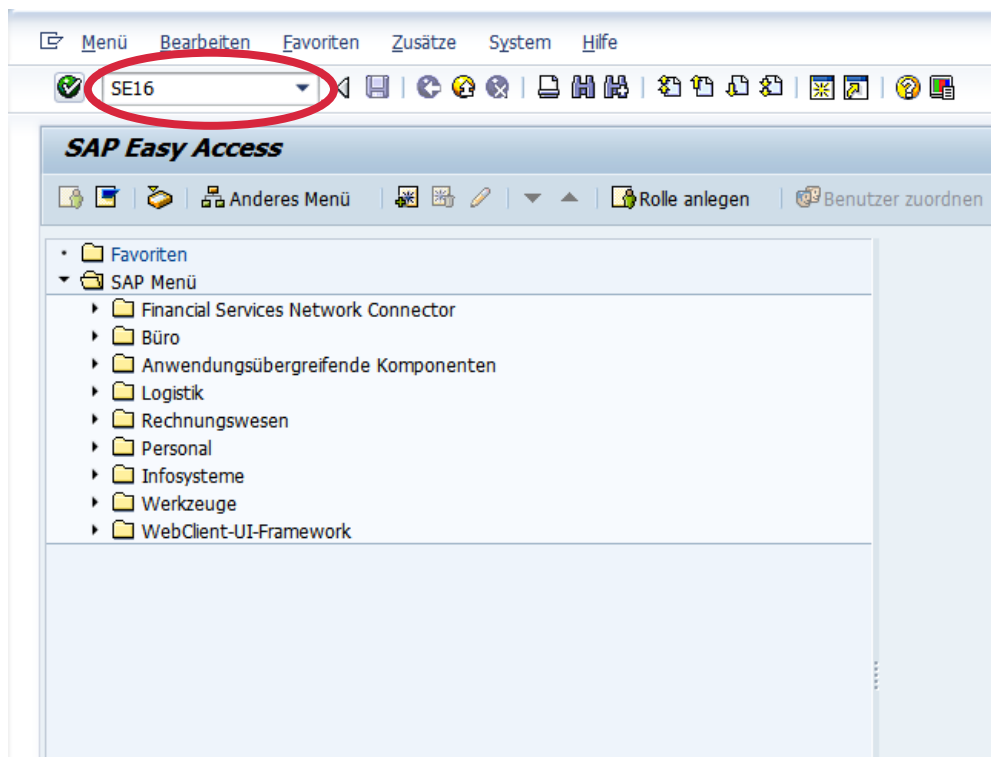 Menü Bearbeiten Favoriten Zusätze System Hilfe
SE16
SAP Easy Access
Anderes Menü Rolle anlegen Benutzer zuordnen
Favoriten
SAP Menü
Financial Services Network Connector
Büro
Anwendungsübergreifende Komponenten
Logistik
Rechnungswesen
Personal
Infosysteme
Werkzeuge
WebClient-UI-Framework